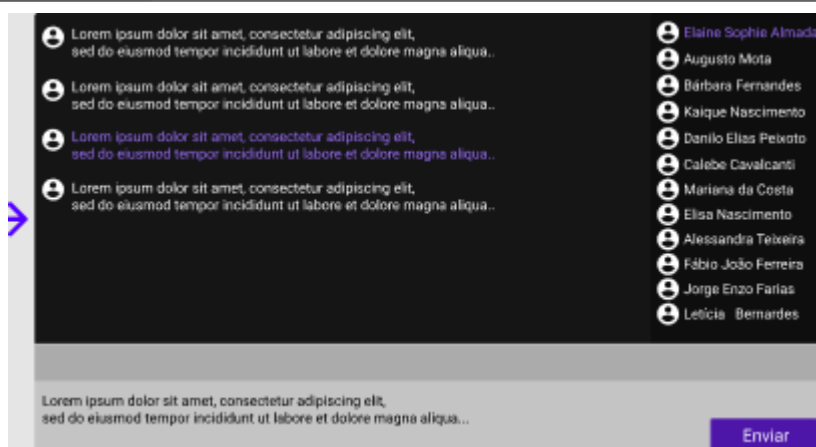 Lorem ipsum dolor sit amet, consectetur adipiscing elit,
sed do eiusmod tempor incididunt ut labore et dolore magna aliqua..
Lorem ipsum dolor sit amet, consectetur adipiscing elit,
sed do eiusmod tempor incididunt ut labore et dolore magna aliqua..
Lorem ipsum dolor sit amet, consectetur adipiscing elit,
sed do eiusmod tempor incididunt ut labore et dolore magna aliqua..
Lorem ipsum dolor sit amet, consectetur adipiscing elit,
sed do eiusmod tempor incididunt ut labore et dolore magna aliqua..
Elaine Sophie Almada
Augusto Mota
Bárbara Fernandes
Kaique Nascimento
Danilo Elias Peixoto
Calebe Cavalcanti
Mariana da Costa
Elisa Nascimento
Alessandra Teixeira
Fábio João Ferreira
Jorge Enzo Farias
Letícia Bernardes
Lorem ipsum dolor sit amet, consectetur adipiscing elit,
sed do eiusmod tempor incididunt ut labore et dolore magna aliqua...
Enviar